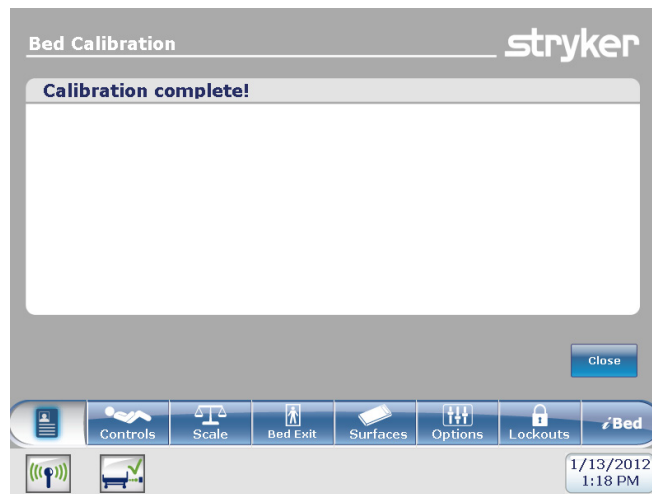 Bed Calibration
stryker
Calibration complete!
Close
Controls
Scale
Bed Exit
Surfaces
Options
Lockouts
iBed
1/13/2012
1:18 PM